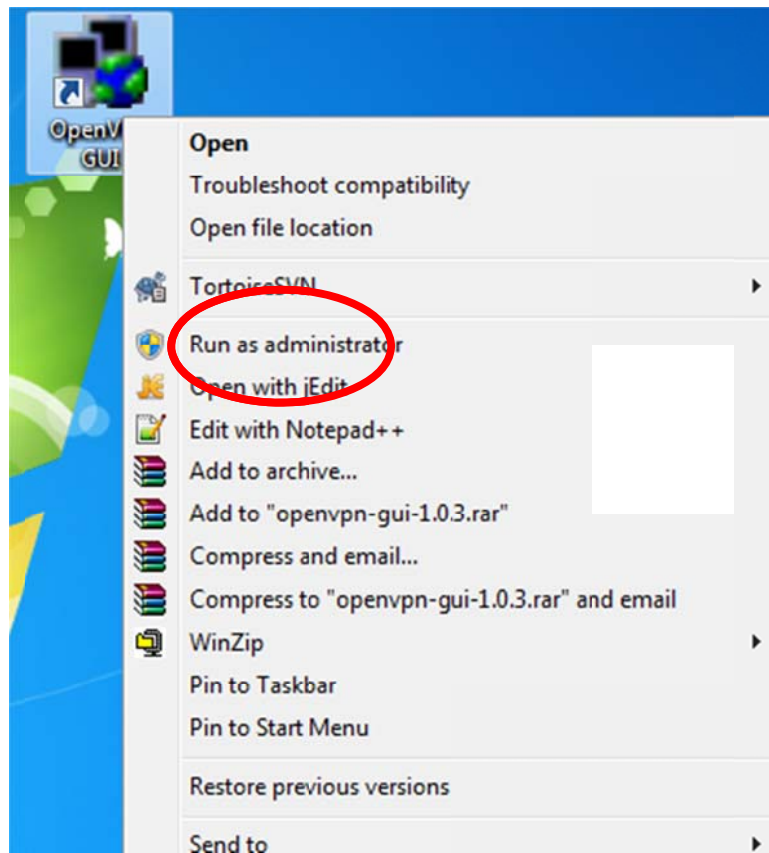 GUI
Open
Troubleshoot compatibility
Open file location
TortoiseSVN
Run as administrator
Open with jEdit
Edit with Notepad++
Add to archive...
Add to "openvpn-gui-1.0.3.rar"
Compress and email...
Compress to "openvpn-gui-1.0.3.rar" and email
WinZip
Pin to Taskbar
Pin to Start Menu
Restore previous versions
Send to